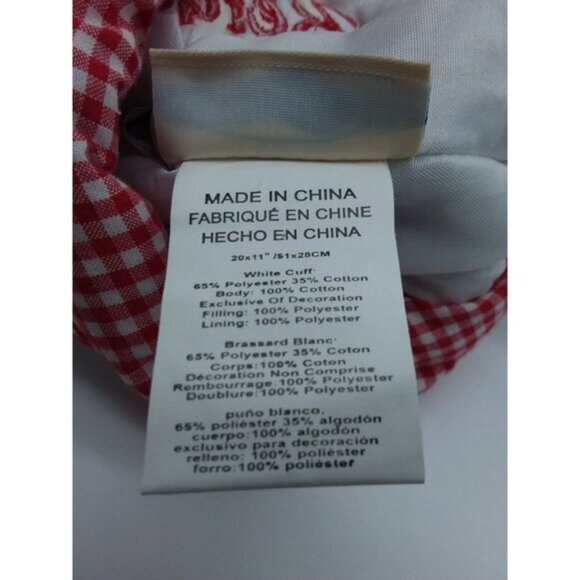 MADE IN CHINA
FABRIQUÉ EN CHINE
HECHO EN CHINA
20x11" /51x28CM
White Cuff:
65% Polyester 35% Cotton
Body: 100% Cotton
Exclusive Of Decoration
Filling: 100% Polyester
Lining: 100% Polyester
Brassard Blanc:
65% Polyester 35% Coton
Corps:100% Coton
Décoration Non Comprise
Rembourrage:100% Polyester
Doublure:100% Polyester
puño blanco.
65% poliéster 35% algodón
cuerpo:100% algodón
exclusivo para decoración
relleno: 100% poliéster
forro:100% poliéster